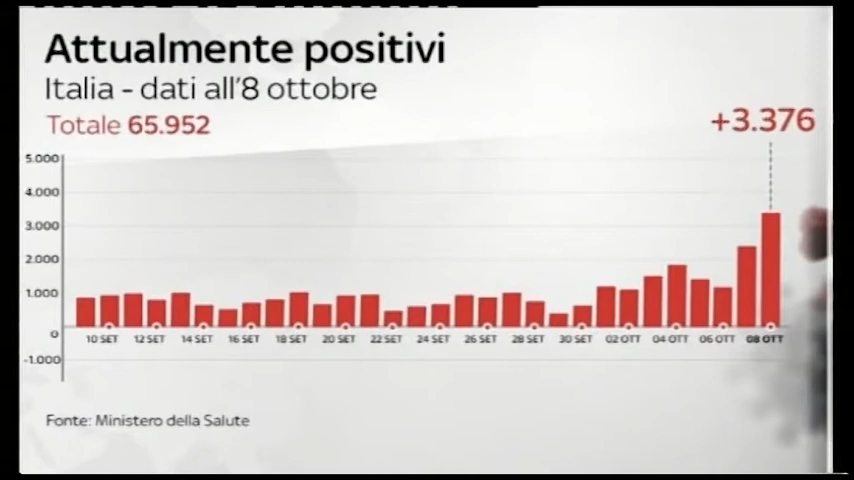 Attualmente positivi
Italia - dati all'8 ottobre
Totale 65.952
+3.376
5.000
4.000
3.000
2.000
1.000
0
-1.000
10 SET 12 SET 14 SET 16 SET 18 SET 20 SET 22 SET 24 SET 26 SET 28 SET 30 SET 02 OTT 04 OTT 06 OTT 08 OTT
Fonte: Ministero della Salute